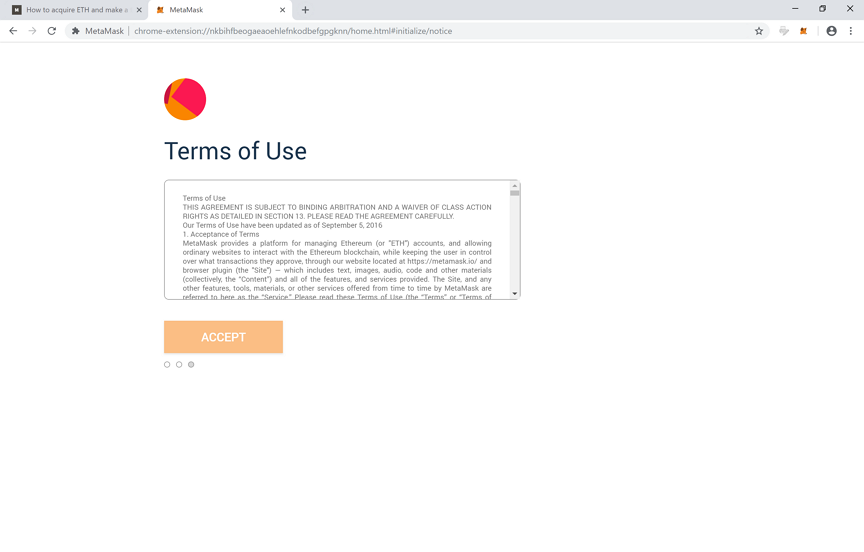 How to acquire ETH and make a
MetaMask
MetaMask
chrome-extension://nkbihfbeogaeaoehlefnkodbefgpgknn/home.html#initialize/notice
Terms of Use
Terms of Use
THIS AGREEMENT IS SUBJECT TO BINDING ARBITRATION AND A WAIVER OF CLASS ACTION
RIGHTS AS DETAILED IN SECTION 13. PLEASE READ THE AGREEMENT CAREFULLY.
Our Terms of Use have been updated as of September 5, 2016
1. Acceptance of Terms
MetaMask provides a platform for managing Ethereum (or "ETH") accounts, and allowing
ordinary websites to interact with the Ethereum blockchain, while keeping the user in control
over what transactions they approve, through our website located at https://metamask.io/ and
browser plugin (the "Site") — which includes text, images, audio, code and other materials
(collectively, the “Content”) and all of the features, and services provided. The Site, and any
other features, tools, materials, or other services offered from time to time by MetaMask are
referred to here as the “Service.” Please read these Terms of Use (the “Terms” or “Terms of
ACCEPT